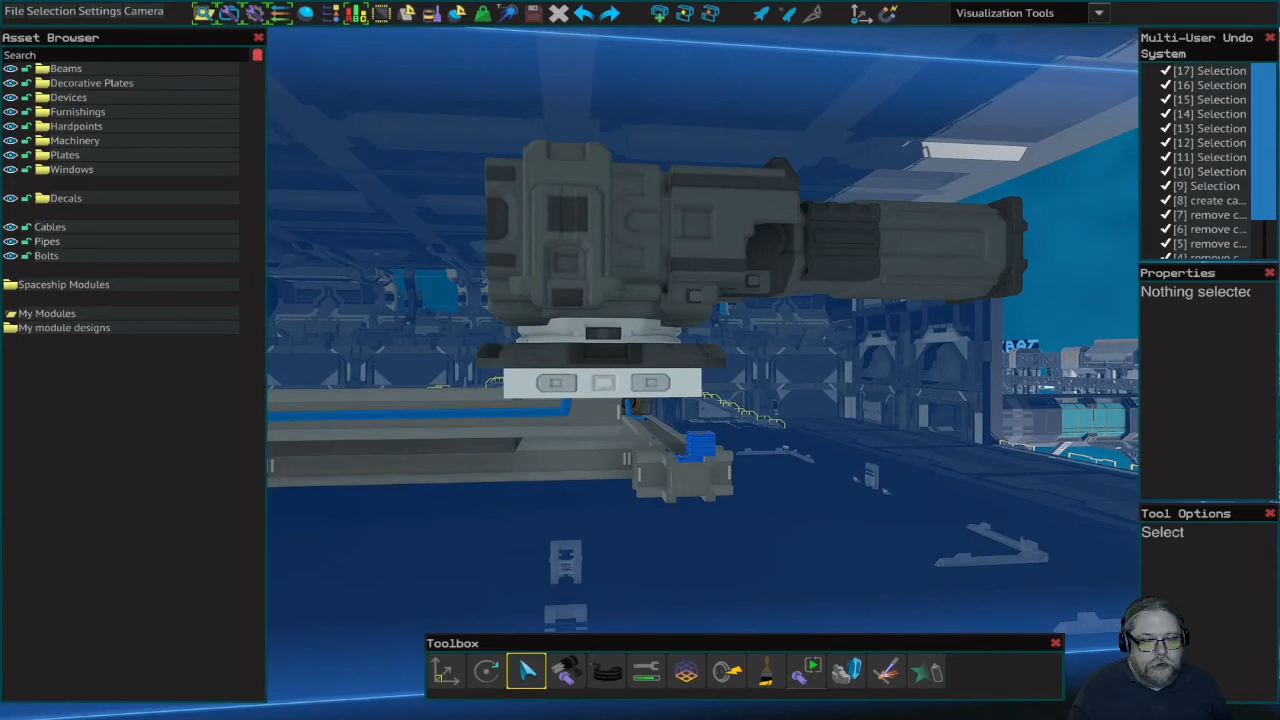 File Selection Settings Camera
Visualization Tools
Asset Browser
Search
Beams
Decorative Plates
Devices
Furnishings
Hardpoints
Machinery
Plates
Windows
Decals
Cables
Pipes
Bolts
Spaceship Modules
My Modules
My module designs
Multi-User Undo
System
[17] Selection
[16] Selection
[15] Selection
[14] Selection
[13] Selection
[12] Selection
[11] Selection
[10] Selection
[9] Selection
[8] create ca...
[7] remove c...
[6] remove c...
[5] remove c...
[4] remove c...
Properties
Nothing selected
Tool Options
Select
Toolbox